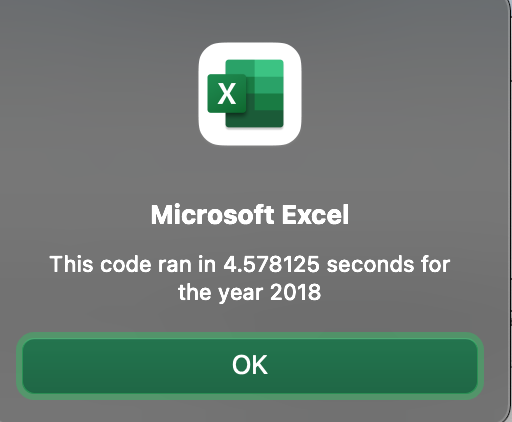 X
Microsoft Excel
This code ran in 4.578125 seconds for
the year 2018
OK